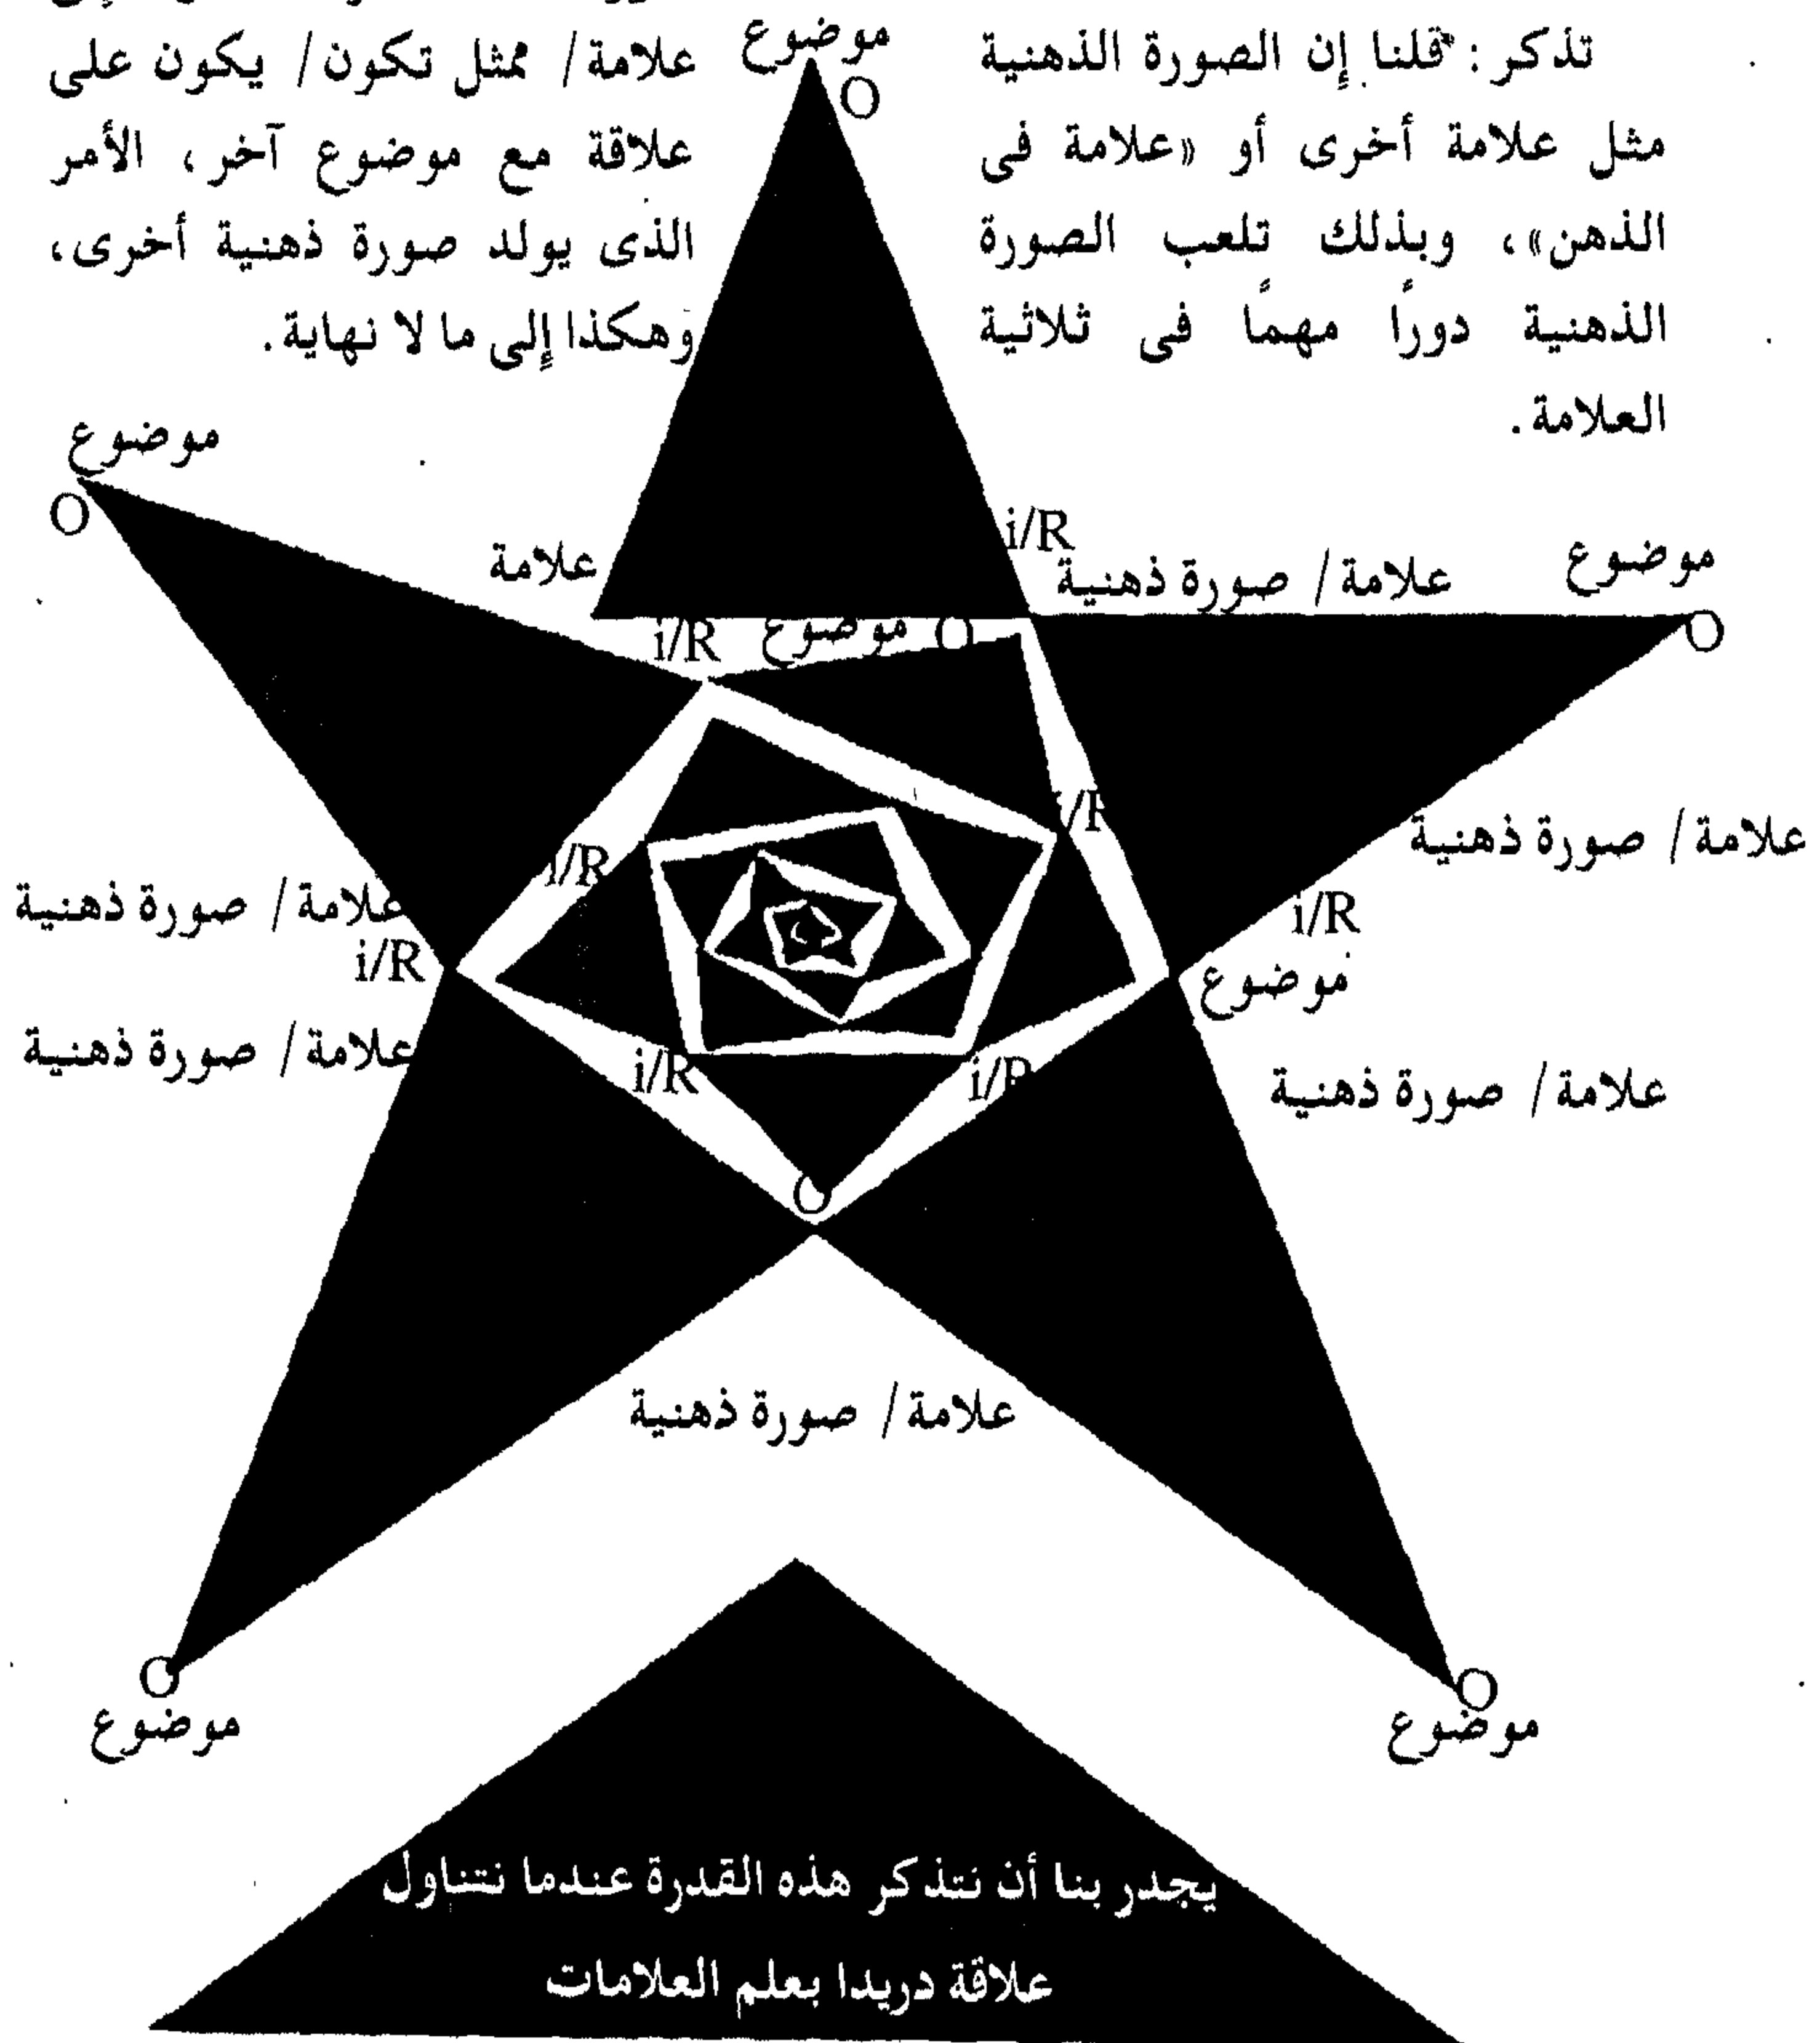 تذكر: قلنا إن الصورة الذهنية
مثل علامة أخرى أو «علامة فى
الذهن»، وبذلك تلعب الصورة
الذهنية دورًا مهمًا فى ثلاثية
العلامة.
علامة/ ممثل تكون/ يكون على
علاقة مع موضوع آخر، الأمر
الذى يولد صورة ذهنية أخرى،
وهكذا إلى ما لا نهاية.
موضوع
O
موضوع
O
علامة
i/R
علامة/ صورة ذهنية
موضوع
O
i/R
موضوع O
i/R
علامة/ صورة ذهنية
i/R
علامة/ صورة ذهنية
i/R
i/R
موضوع
علامة/ صورة ذهنية
i/R
علامة/ صورة ذهنية
O
علامة/ صورة ذهنية
O
موضوع
O
موضوع
يجدر بنا أن نتذكر هذه القدرة عندما نتناول
علاقة دريدا بعلم العلامات